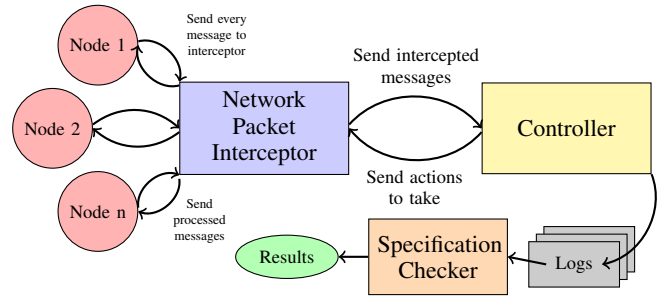 Node 1
Send every
message to
interceptor
Node 2
Network
Packet
Interceptor
Send intercepted
messages
Controller
Send actions
to take
Node n
Send
processed
messages
Results
Specification
Checker
Logs